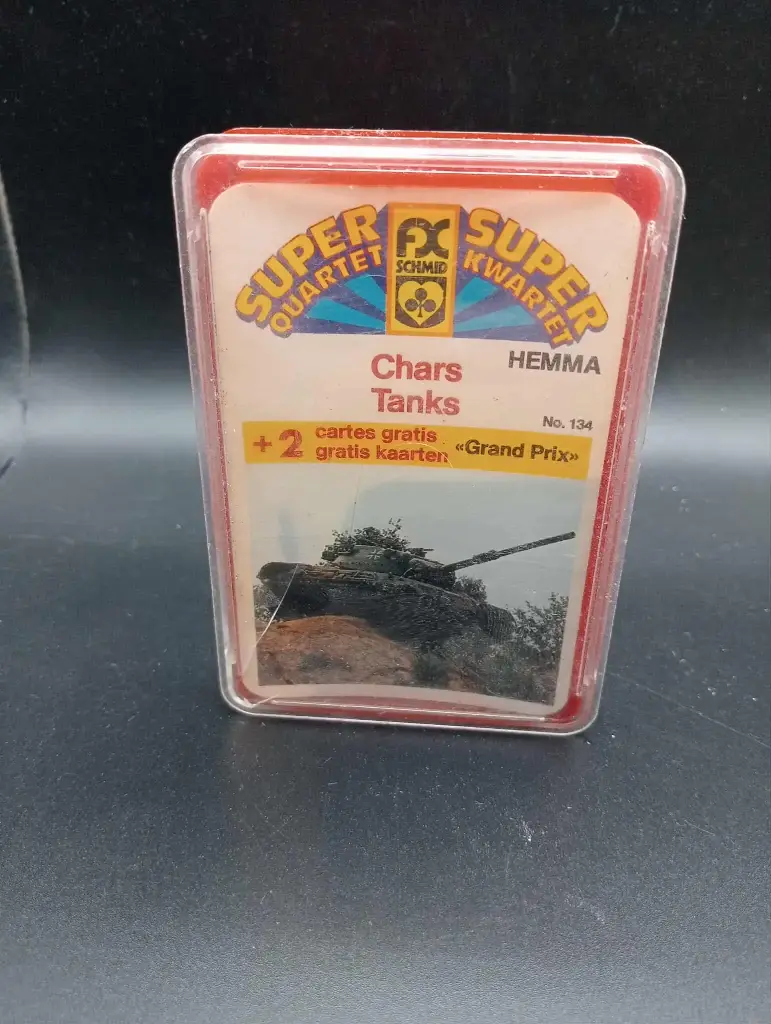 SUPER
QUARTET
FX
SCHMID
SUPER
KWARTET
HEMMA
Chars
Tanks
No. 134
+2 cartes gratis
gratis kaarten
«Grand Prix»